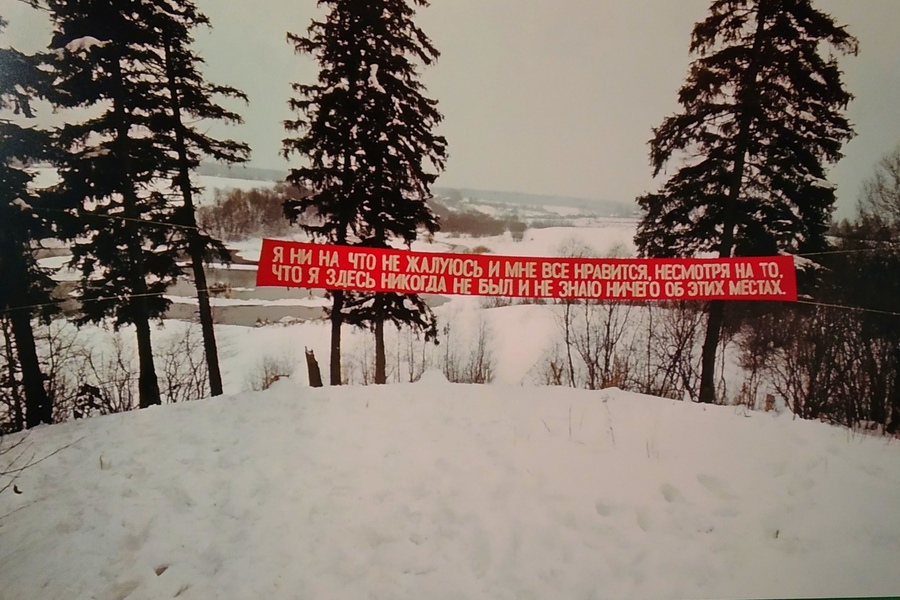 Я НИ НА ЧТО НЕ ЖАЛУЮСЬ И МНЕ ВСЕ НРАВИТСЯ, НЕСМОТРЯ НА ТО,
ЧТО Я ЗДЕСЬ НИКОГДА НЕ БЫЛ И НЕ ЗНАЮ НИЧЕГО ОБ ЭТИХ МЕСТАХ.